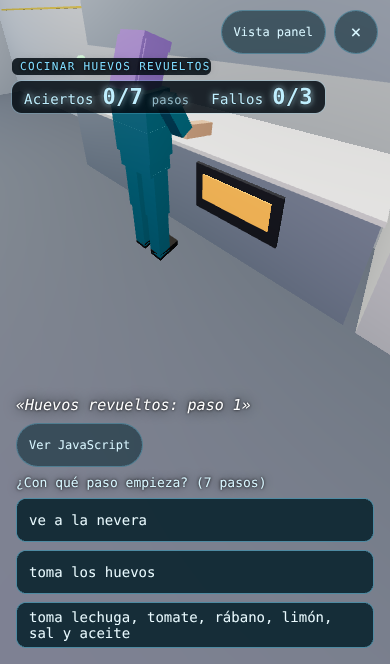 Vista panel
×
COCINAR HUEVOS REVUELTOS
Aciertos 0/7 pasos Fallos 0/3
«Huevos revueltos: paso 1»
Ver JavaScript
¿Con qué paso empieza? (7 pasos)
ve a la nevera
toma los huevos
toma lechuga, tomate, rábano, limón,
sal y aceite